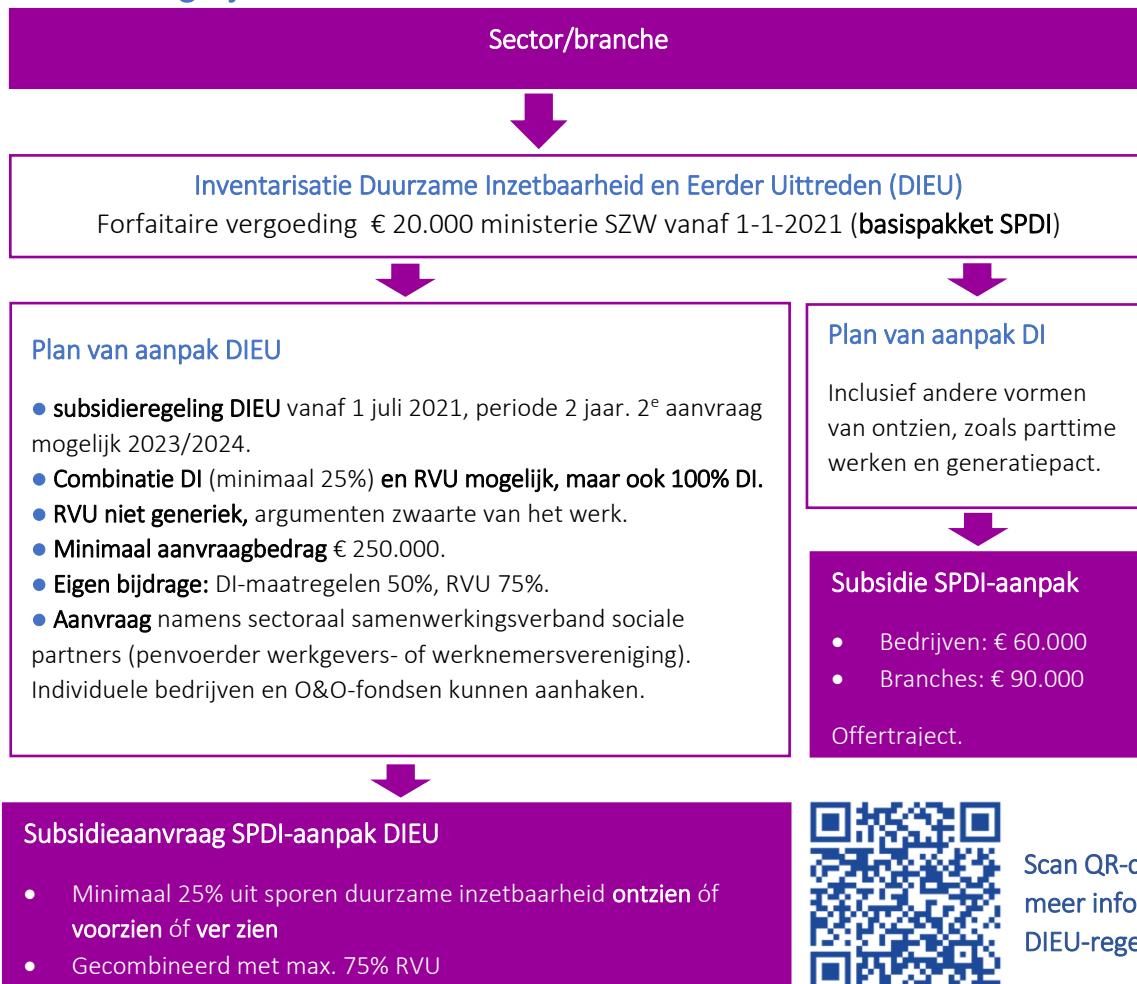 Sector/branche
Inventarisatie Duurzame Inzetbaarheid en Eerder Uittreden (DIEU)
Forfaitaire vergoeding € 20.000 ministerie SZW vanaf 1-1-2021 (basispakket SPDI)
Plan van aanpak DIEU
● subsidieregeling DIEU vanaf 1 juli 2021, periode 2 jaar. 2e aanvraag
mogelijk 2023/2024.
● Combinatie DI (minimaal 25%) en RVU mogelijk, maar ook 100% DI.
● RVU niet generiek, argumenten zwaarte van het werk.
● Minimaal aanvraagbedrag € 250.000.
● Eigen bijdrage: DI-maatregelen 50%, RVU 75%.
● Aanvraag namens sectoraal samenwerkingsverband sociale
partners (penvoerder werkgevers- of werknemersvereniging).
Individuele bedrijven en O&O-fondsen kunnen aanhaken.
Plan van aanpak DI
Inclusief andere vormen
van ontzien, zoals parttime
werken en generatiepact.
Subsidie SPDI-aanpak
• Bedrijven: € 60.000
• Branches: € 90.000
Offertraject.
Subsidieaanvraag SPDI-aanpak DIEU
• Minimaal 25% uit sporen duurzame inzetbaarheid ontzien óf
voorzien óf ver zien
• Gecombineerd met max. 75% RVU
Scan QR-c
meer info
DIEU-rege